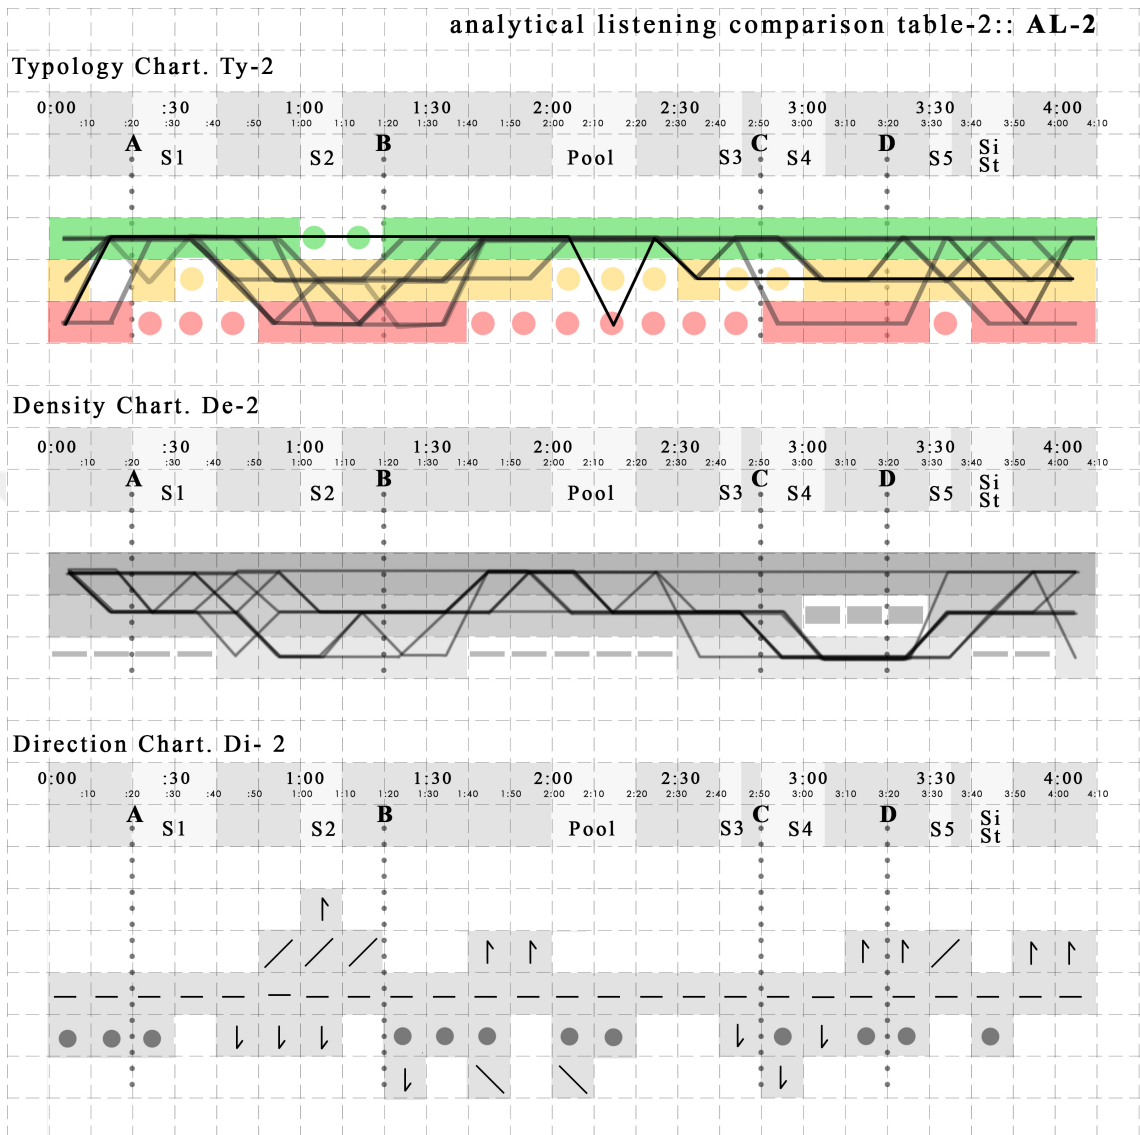 analytical listening comparison table-2:: AL-2
Typology Chart. Ty-2
0:00 :30 1:00 1:30 2:00 2:30 3:00 3:30 4:00
:10 :20 :30 :40 :50 1:00 1:10 1:20 1:30 1:40 1:50 2:00 2:10 2:20 2:30 2:40 2:50 3:00 3:10 3:20 3:30 3:40 3:50 4:00 4:10
A B C D Si
S1 S2 Pool S3 S4 S5 St
Density Chart. De-2
0:00 :30 1:00 1:30 2:00 2:30 3:00 3:30 4:00
:10 :20 :30 :40 :50 1:00 1:10 1:20 1:30 1:40 1:50 2:00 2:10 2:20 2:30 2:40 2:50 3:00 3:10 3:20 3:30 3:40 3:50 4:00 4:10
A B C D Si
S1 S2 Pool S3 S4 S5 St
Direction Chart. Di- 2
0:00 :30 1:00 1:30 2:00 2:30 3:00 3:30 4:00
:10 :20 :30 :40 :50 1:00 1:10 1:20 1:30 1:40 1:50 2:00 2:10 2:20 2:30 2:40 2:50 3:00 3:10 3:20 3:30 3:40 3:50 4:00 4:10
A B C D Si
S1 S2 Pool S3 S4 S5 St